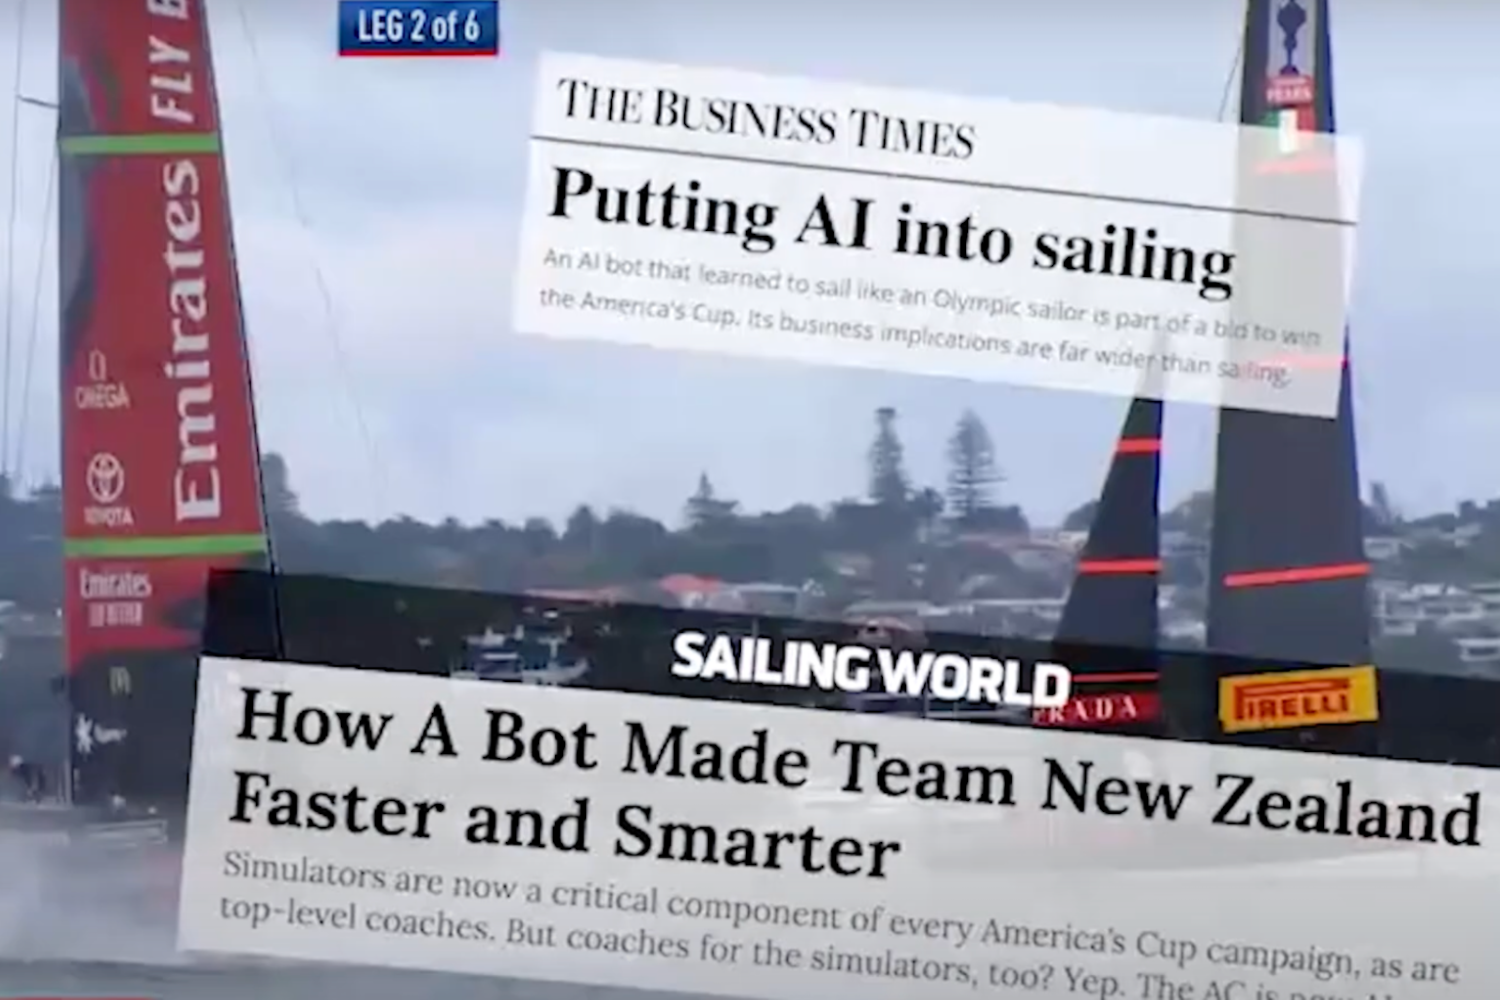 LEG 2 of 6
FLY
Emirates
OMEGA
TOYOTA
Emirates
THE BUSINESS TIMES
Putting AI into sailing
An AI bot that learned to sail like an Olympic sailor is part of a bid to win
the America's Cup. Its business implications are far wider than sailing.
SAILING WORLD
PRADA
PIRELLI
How A Bot Made Team New Zealand
Faster and Smarter
Simulators are now a critical component of every America's Cup campaign, as are
top-level coaches. But coaches for the simulators, too? Yep. The AC is